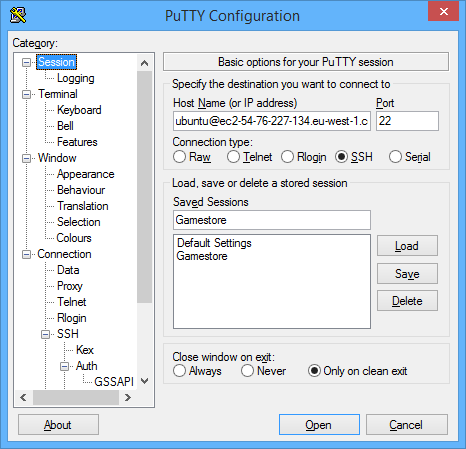 PuTTY Configuration
Category:
Session
Logging
Terminal
Keyboard
Bell
Features
Window
Appearance
Behaviour
Translation
Selection
Colours
Connection
Data
Proxy
Telnet
Rlogin
SSH
Kex
Auth
GSSAPI
Basic options for your PuTTY session
Specify the destination you want to connect to
Host Name (or IP address) Port
ubuntu@ec2-54-76-227-134.eu-west-1.c 22
Connection type:
Raw Telnet Rlogin SSH Serial
Load, save or delete a stored session
Saved Sessions
Gamestore
Default Settings
Gamestore
Load
Save
Delete
Close window on exit:
Always Never Only on clean exit
About Open Cancel